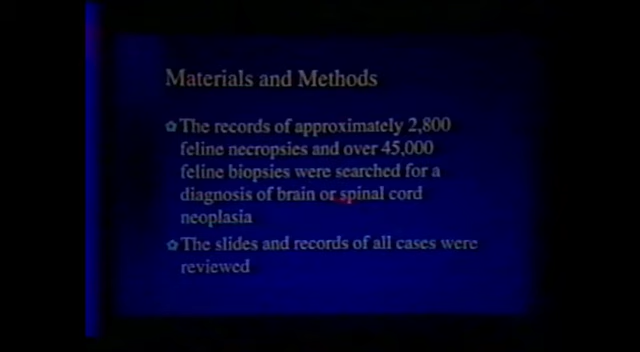 Materials and Methods
The records of approximately 2,800
feline necropsies and over 45,000
feline biopsies were searched for a
diagnosis of brain or spinal cord
neoplasia
The slides and records of all cases were
reviewed